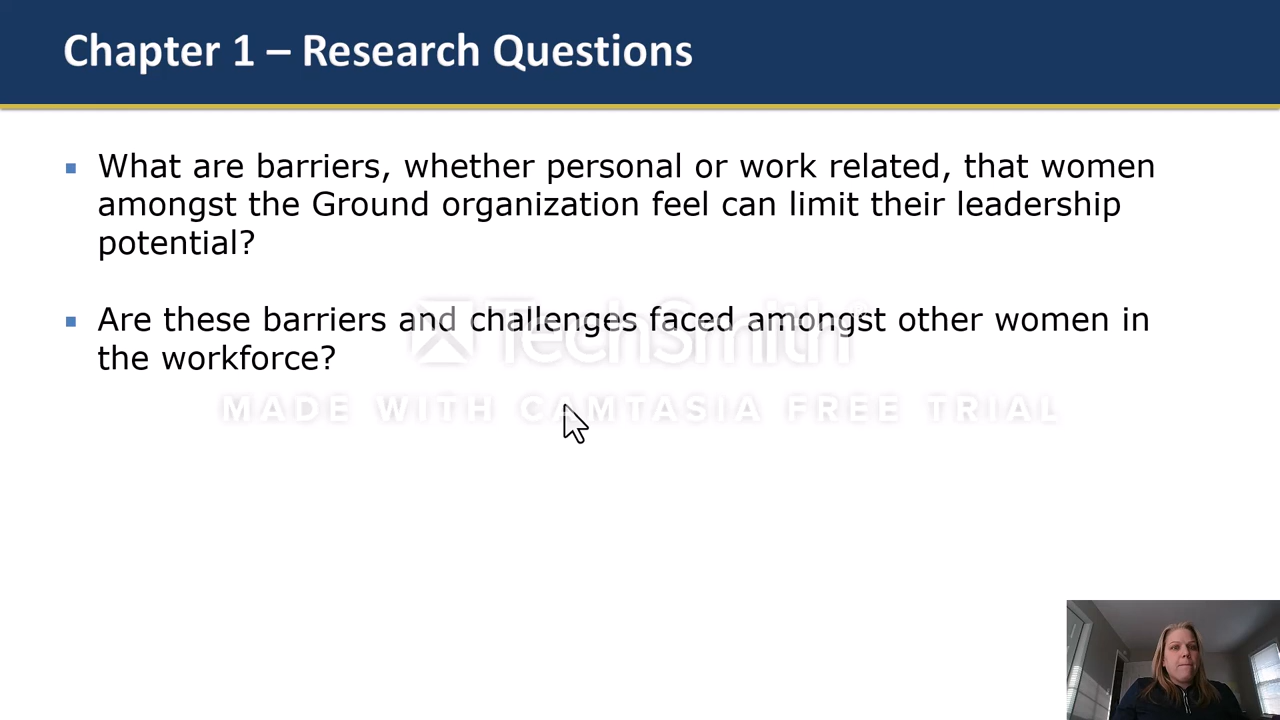 Chapter 1 – Research Questions
What are barriers, whether personal or work related, that women
amongst the Ground organization feel can limit their leadership
potential?
Are these barriers and challenges faced amongst other women in
the workforce?
TechSmith®
MADE WITH CAMTASIA FREE TRIAL